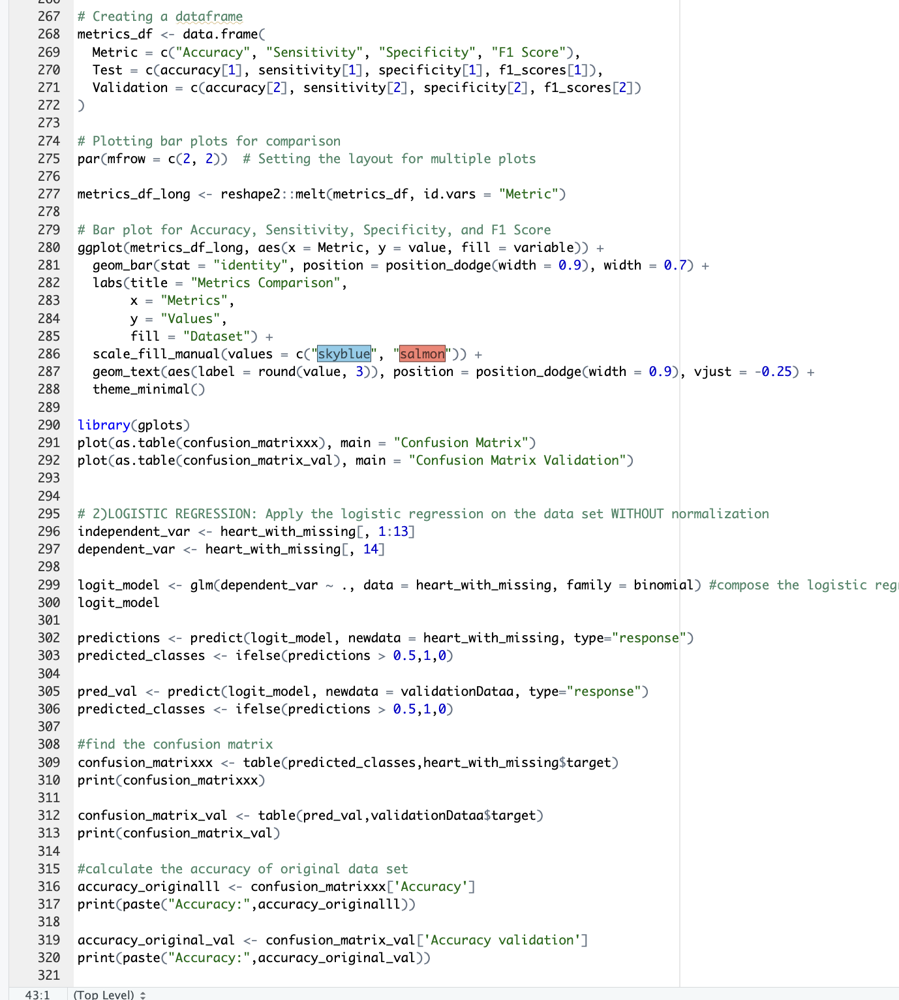 267 # Creating a dataframe
268 metrics_df <- data.frame(
269   Metric = c("Accuracy", "Sensitivity", "Specificity", "F1 Score"),
270   Test = c(accuracy[1], sensitivity[1], specificity[1], f1_scores[1]),
271   Validation = c(accuracy[2], sensitivity[2], specificity[2], f1_scores[2])
272 )
273
274 # Plotting bar plots for comparison
275 par(mfrow = c(2, 2))  # Setting the layout for multiple plots
276
277 metrics_df_long <- reshape2::melt(metrics_df, id.vars = "Metric")
278
279 # Bar plot for Accuracy, Sensitivity, Specificity, and F1 Score
280 ggplot(metrics_df_long, aes(x = Metric, y = value, fill = variable)) +
281   geom_bar(stat = "identity", position = position_dodge(width = 0.9), width = 0.7) +
282   labs(title = "Metrics Comparison",
283        x = "Metrics",
284        y = "Values",
285        fill = "Dataset") +
286   scale_fill_manual(values = c("skyblue", "salmon")) +
287   geom_text(aes(label = round(value, 3)), position = position_dodge(width = 0.9), vjust = -0.25) +
288   theme_minimal()
289
290 library(gplots)
291 plot(as.table(confusion_matrixxx), main = "Confusion Matrix")
292 plot(as.table(confusion_matrix_val), main = "Confusion Matrix Validation")
293
294
295 # 2)LOGISTIC REGRESSION: Apply the logistic regression on the data set WITHOUT normalization
296 independent_var <- heart_with_missing[, 1:13]
297 dependent_var <- heart_with_missing[, 14]
298
299 logit_model <- glm(dependent_var ~ ., data = heart_with_missing, family = binomial) #compose the logistic reg
300 logit_model
301
302 predictions <- predict(logit_model, newdata = heart_with_missing, type="response")
303 predicted_classes <- ifelse(predictions > 0.5,1,0)
304
305 pred_val <- predict(logit_model, newdata = validationDataa, type="response")
306 predicted_classes <- ifelse(predictions > 0.5,1,0)
307
308 #find the confusion matrix
309 confusion_matrixxx <- table(predicted_classes,heart_with_missing$target)
310 print(confusion_matrixxx)
311
312 confusion_matrix_val <- table(pred_val,validationDataa$target)
313 print(confusion_matrix_val)
314
315 #calculate the accuracy of original data set
316 accuracy_originalll <- confusion_matrixxx['Accuracy']
317 print(paste("Accuracy:",accuracy_originalll))
318
319 accuracy_original_val <- confusion_matrix_val['Accuracy validation']
320 print(paste("Accuracy:",accuracy_original_val))
321
43:1 (Top Level)